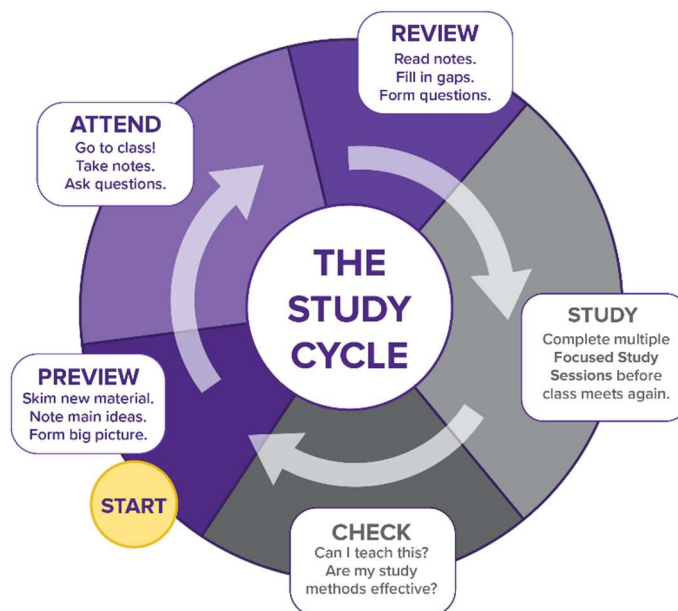 REVIEW
Read notes.
Fill in gaps.
Form questions.
ATTEND
Go to class!
Take notes.
Ask questions.
THE
STUDY
CYCLE
STUDY
Complete multiple
Focused Study
Sessions before
class meets again.
PREVIEW
Skim new material.
Note main ideas.
Form big picture.
START
CHECK
Can I teach this?
Are my study
methods effective?